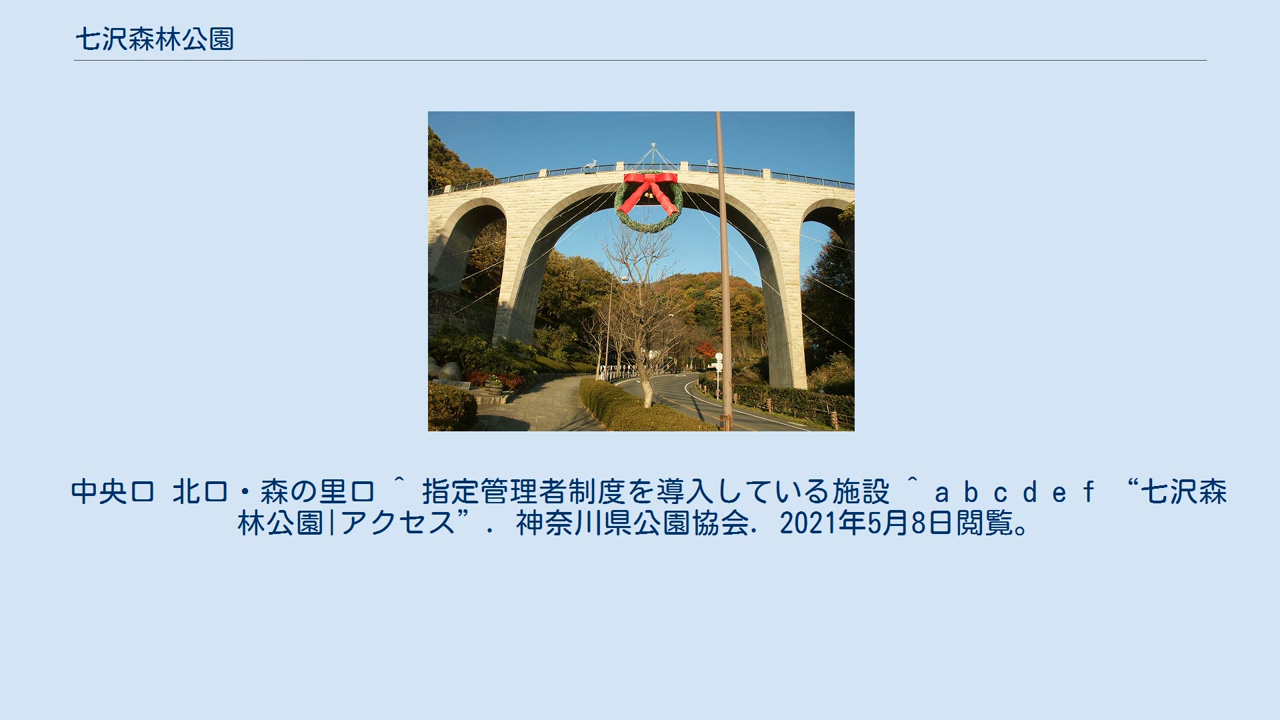 七沢森林公園
中央口 北口・森の里口 ^ 指定管理者制度を導入している施設 ^ a b c d e f “七沢森
林公園|アクセス”. 神奈川県公園協会. 2021年5月8日閲覧。